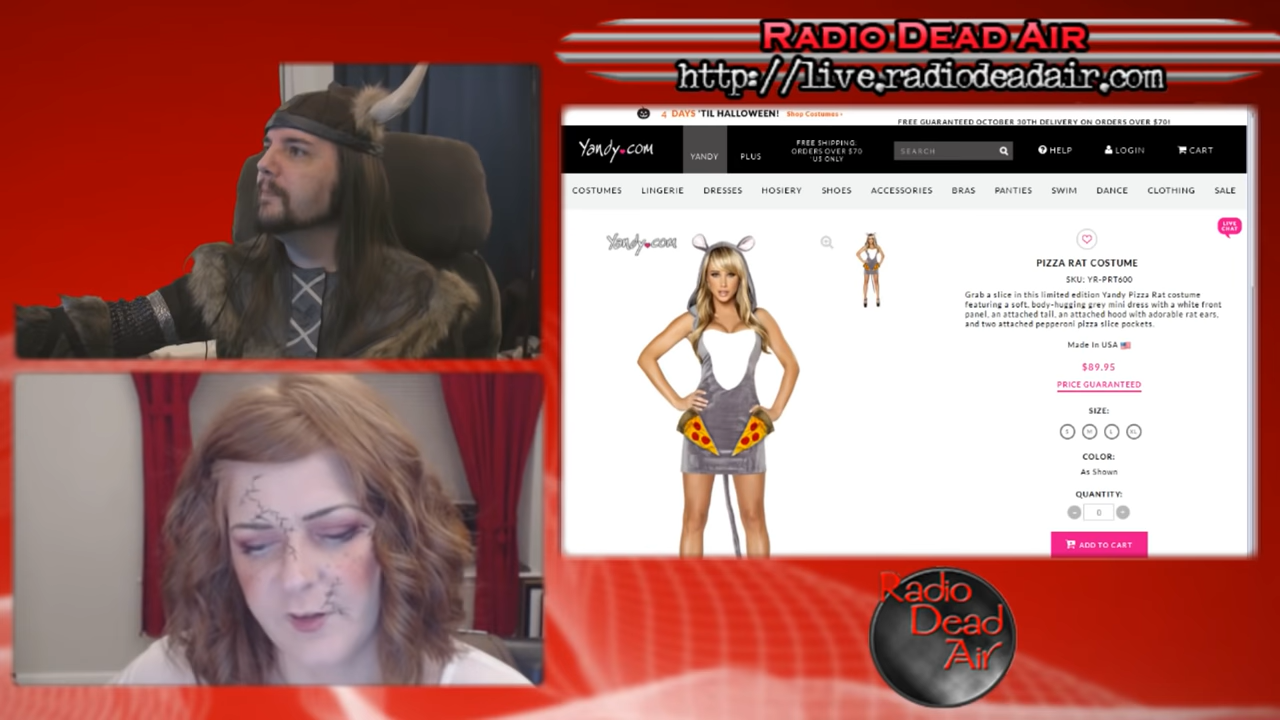 RADIO DEAD AIR
http://live.radiodeadair.com
4 DAYS 'TIL HALLOWEEN! Shop Costumes ›
FREE GUARANTEED OCTOBER 30TH DELIVERY ON ORDERS OVER $70!
Yandy.com
YANDY
PLUS
FREE SHIPPING:
ORDERS OVER $70
US ONLY
SEARCH
HELP
LOGIN
CART
COSTUMES LINGERIE DRESSES HOSIERY SHOES ACCESSORIES BRAS PANTIES SWIM DANCE CLOTHING SALE
Yandy.com
LIVE
CHAT
PIZZA RAT COSTUME
SKU: YR-PRT600
Grab a slice in this limited edition Yandy Pizza Rat costume
featuring a soft, body-hugging grey mini dress with a white front
panel, an attached tail, an attached hood with adorable rat ears,
and two attached pepperoni pizza slice pockets.
Made In USA
$89.95
PRICE GUARANTEED
SIZE:
S M L XL
COLOR:
As Shown
QUANTITY:
- 0 +
ADD TO CART
Radio
Dead
Air